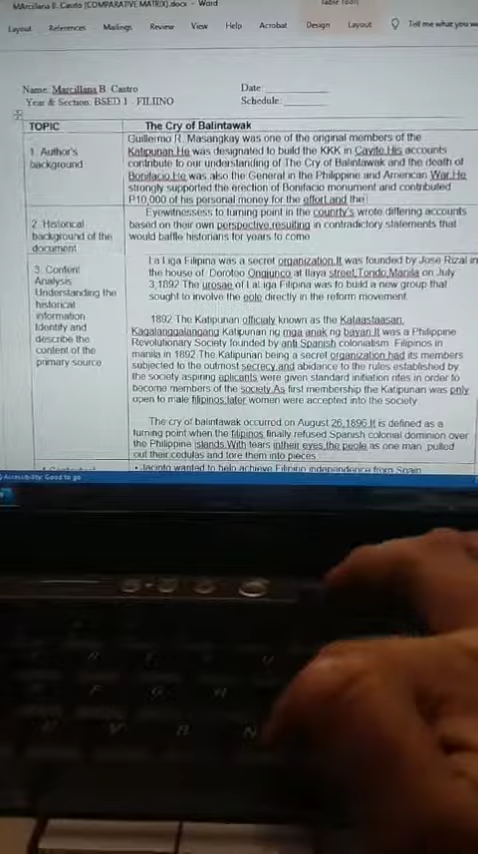 MArcillana B. Castro [COMPARATIVE MATRIX].docx - Word
Table Tools
Layout References Mailings Review View Help Acrobat Design Layout Tell me what you w
Name: Marcillana B. Castro Date:
Year & Section: BSED 1 - FILIINO Schedule:
TOPIC The Cry of Balintawak
1. Author's background
Guillermo R. Masangkay was one of the original members of the
Katipunan.He was designated to build the KKK in Cavite.His accounts
contribute to our understanding of The Cry of Balintawak and the death of
Bonifacio.He was also the General in the Philippine and American War.He
strongly supported the erection of Bonifacio monument and contributed
P10,000 of his personal money for the effort.and the
2. Historical
background of the
document
Eyewitnessess to turning point in the country's wrote differing accounts
based on their own perspective,resulting in contradictory statements that
would baffle historians for years to come
3. Content
Analysis
Understanding the
historical
information
Identify and
describe the
content of the
primary source
La Liga Filipina was a secret organization.It was founded by Jose Rizal in
the house of Doroteo Ongjunco at Ilaya street,Tondo,Manila on July
3,1892.The urosae of La Liga Filipina was to build a new group that
sought to involve the eole directly in the reform movement.
1892.The Katipunan officialy known as the Kataastaasan,
Kagalanggalangang Katipunan ng mga anak ng bayan.It was a Philippine
Revolutionary Society founded by anti Spanish colonialism Filipinos in
manila in 1892.The Katipunan being a secret organization had its members
subjected to the outmost secrecy and abidance to the rules established by
the society.aspiring aplicants were given standard initiation rites in order to
become members of the society.As first membership the Katipunan was only
open to male filipinos;later women were accepted into the society.
The cry of balintawak occurred on August 26,1896.It is defined as a
turning point when the filipinos finally refused Spanish colonial dominion over
the Philippine islands.With tears intheir eyes,the peole as one man pulled
out their cedulas and tore them into pieces.
• Jacinto wanted to help achieve Filipino independence from Spain
Accessibility: Good to go